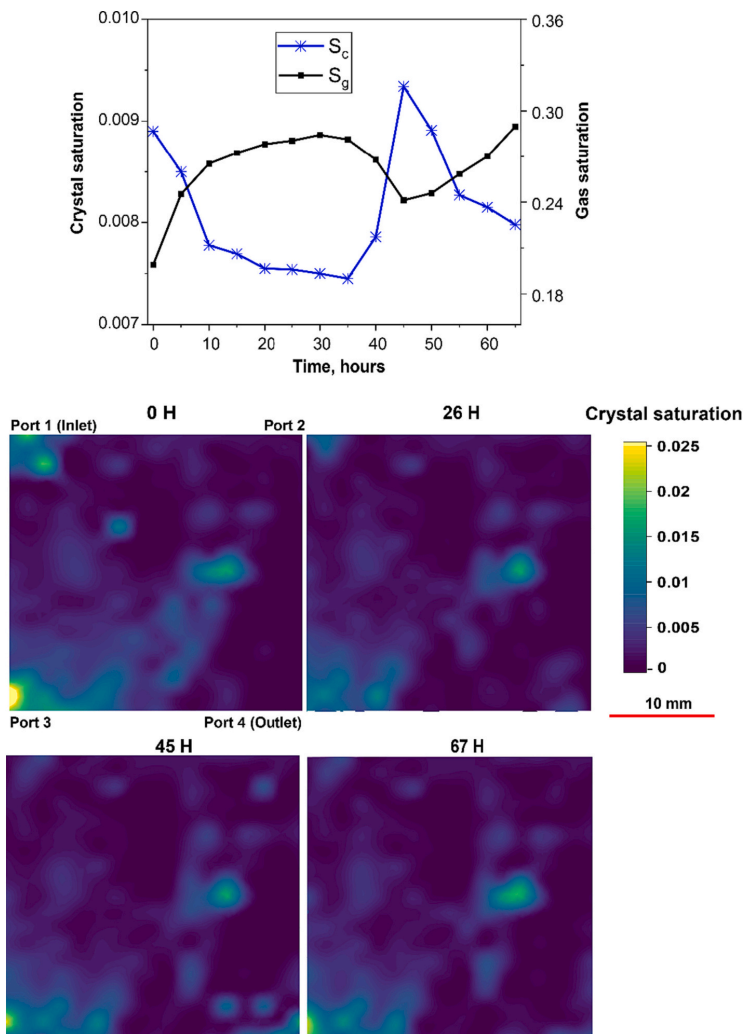 0.010
0.009
0.008
0.007
Crystal saturation
S_c
S_g
0.36
0.30
0.24
0.18
Gas saturation
0 10 20 30 40 50 60
Time, hours
0 H
26 H
Crystal saturation
Port 1 (Inlet)
Port 2
0.025
0.02
0.015
0.01
0.005
0
10 mm
Port 3
Port 4 (Outlet)
45 H
67 H